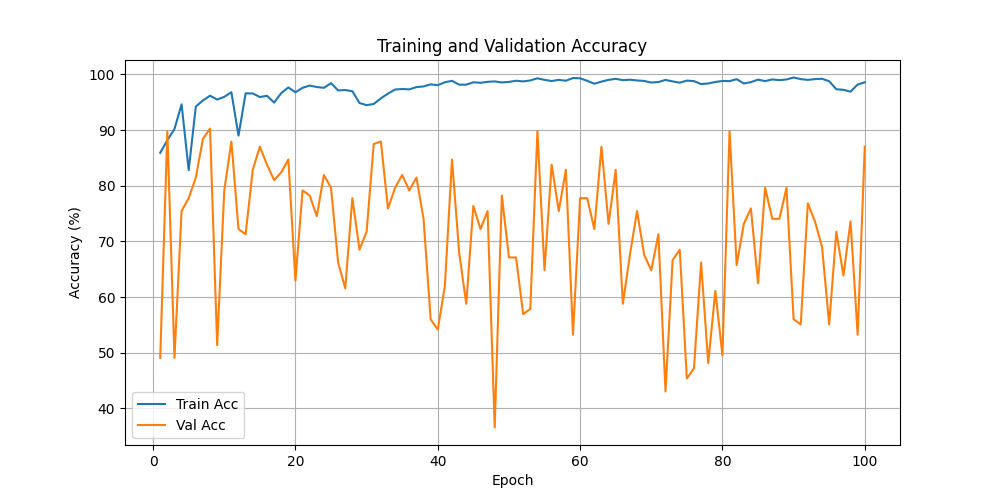 Training and Validation Accuracy
Accuracy (%)
100
90
80
70
60
50
40
Train Acc
Val Acc
0 20 40 60 80 100
Epoch